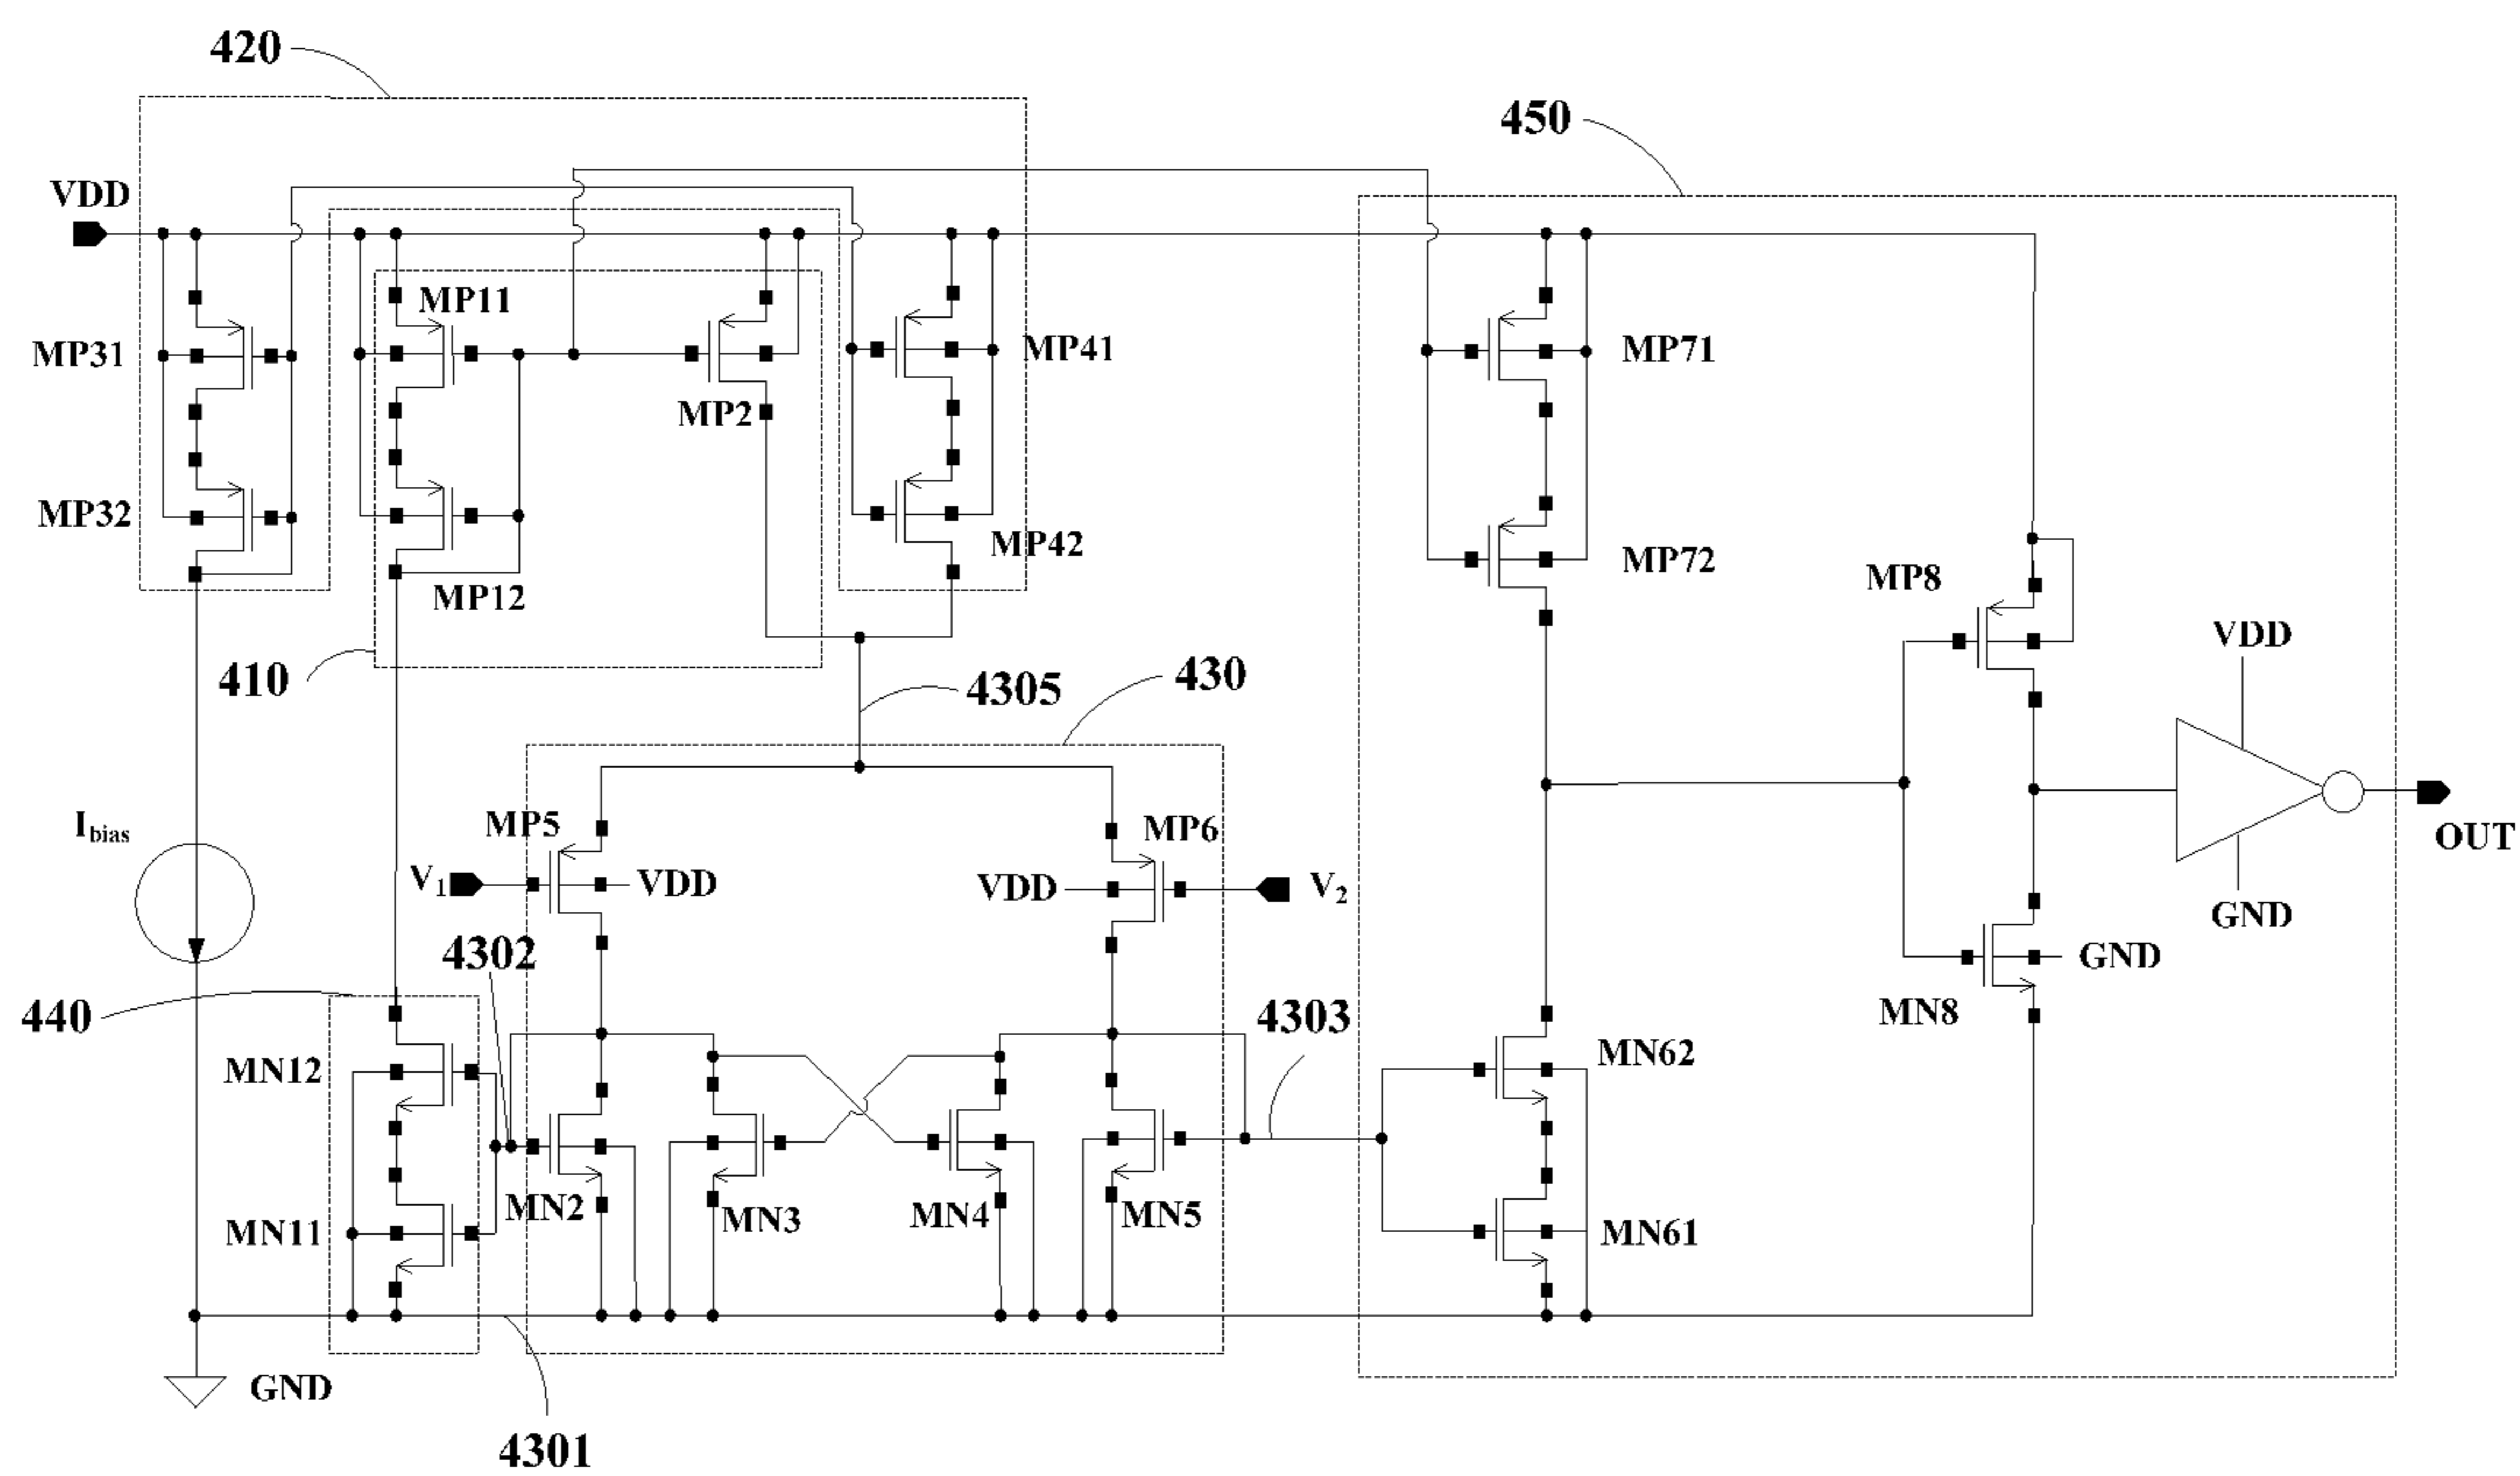 420
450
VDD
MP11
MP31
MP41
MP71
MP2
MP32
MP42
MP72
MP12
MP8
VDD
410
4305
430
I_bias
MP5
MP6
OUT
V₁
VDD
VDD
V₂
GND
4302
GND
440
4303
MN8
MN12
MN62
MN2
MN3
MN4
MN5
MN11
MN61
GND
4301